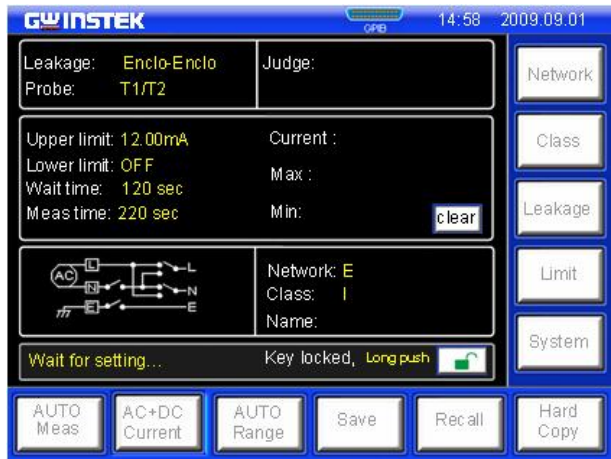 GWINSTEK GPIB 14:58 2009.09.01
Leakage: Enclo-Enclo
Probe: T1/T2
Judge:
Upper limit: 12.00mA
Lower limit: OFF
Wait time: 120 sec
Meas time: 220 sec
Current :
Max :
Min:
clear
AC
L
N
E
L
N
E
Network: E
Class: I
Name:
Wait for setting...
Key locked, Long push
Network
Class
Leakage
Limit
System
AUTO
Meas
AC+DC
Current
AUTO
Range
Save
Recall
Hard
Copy